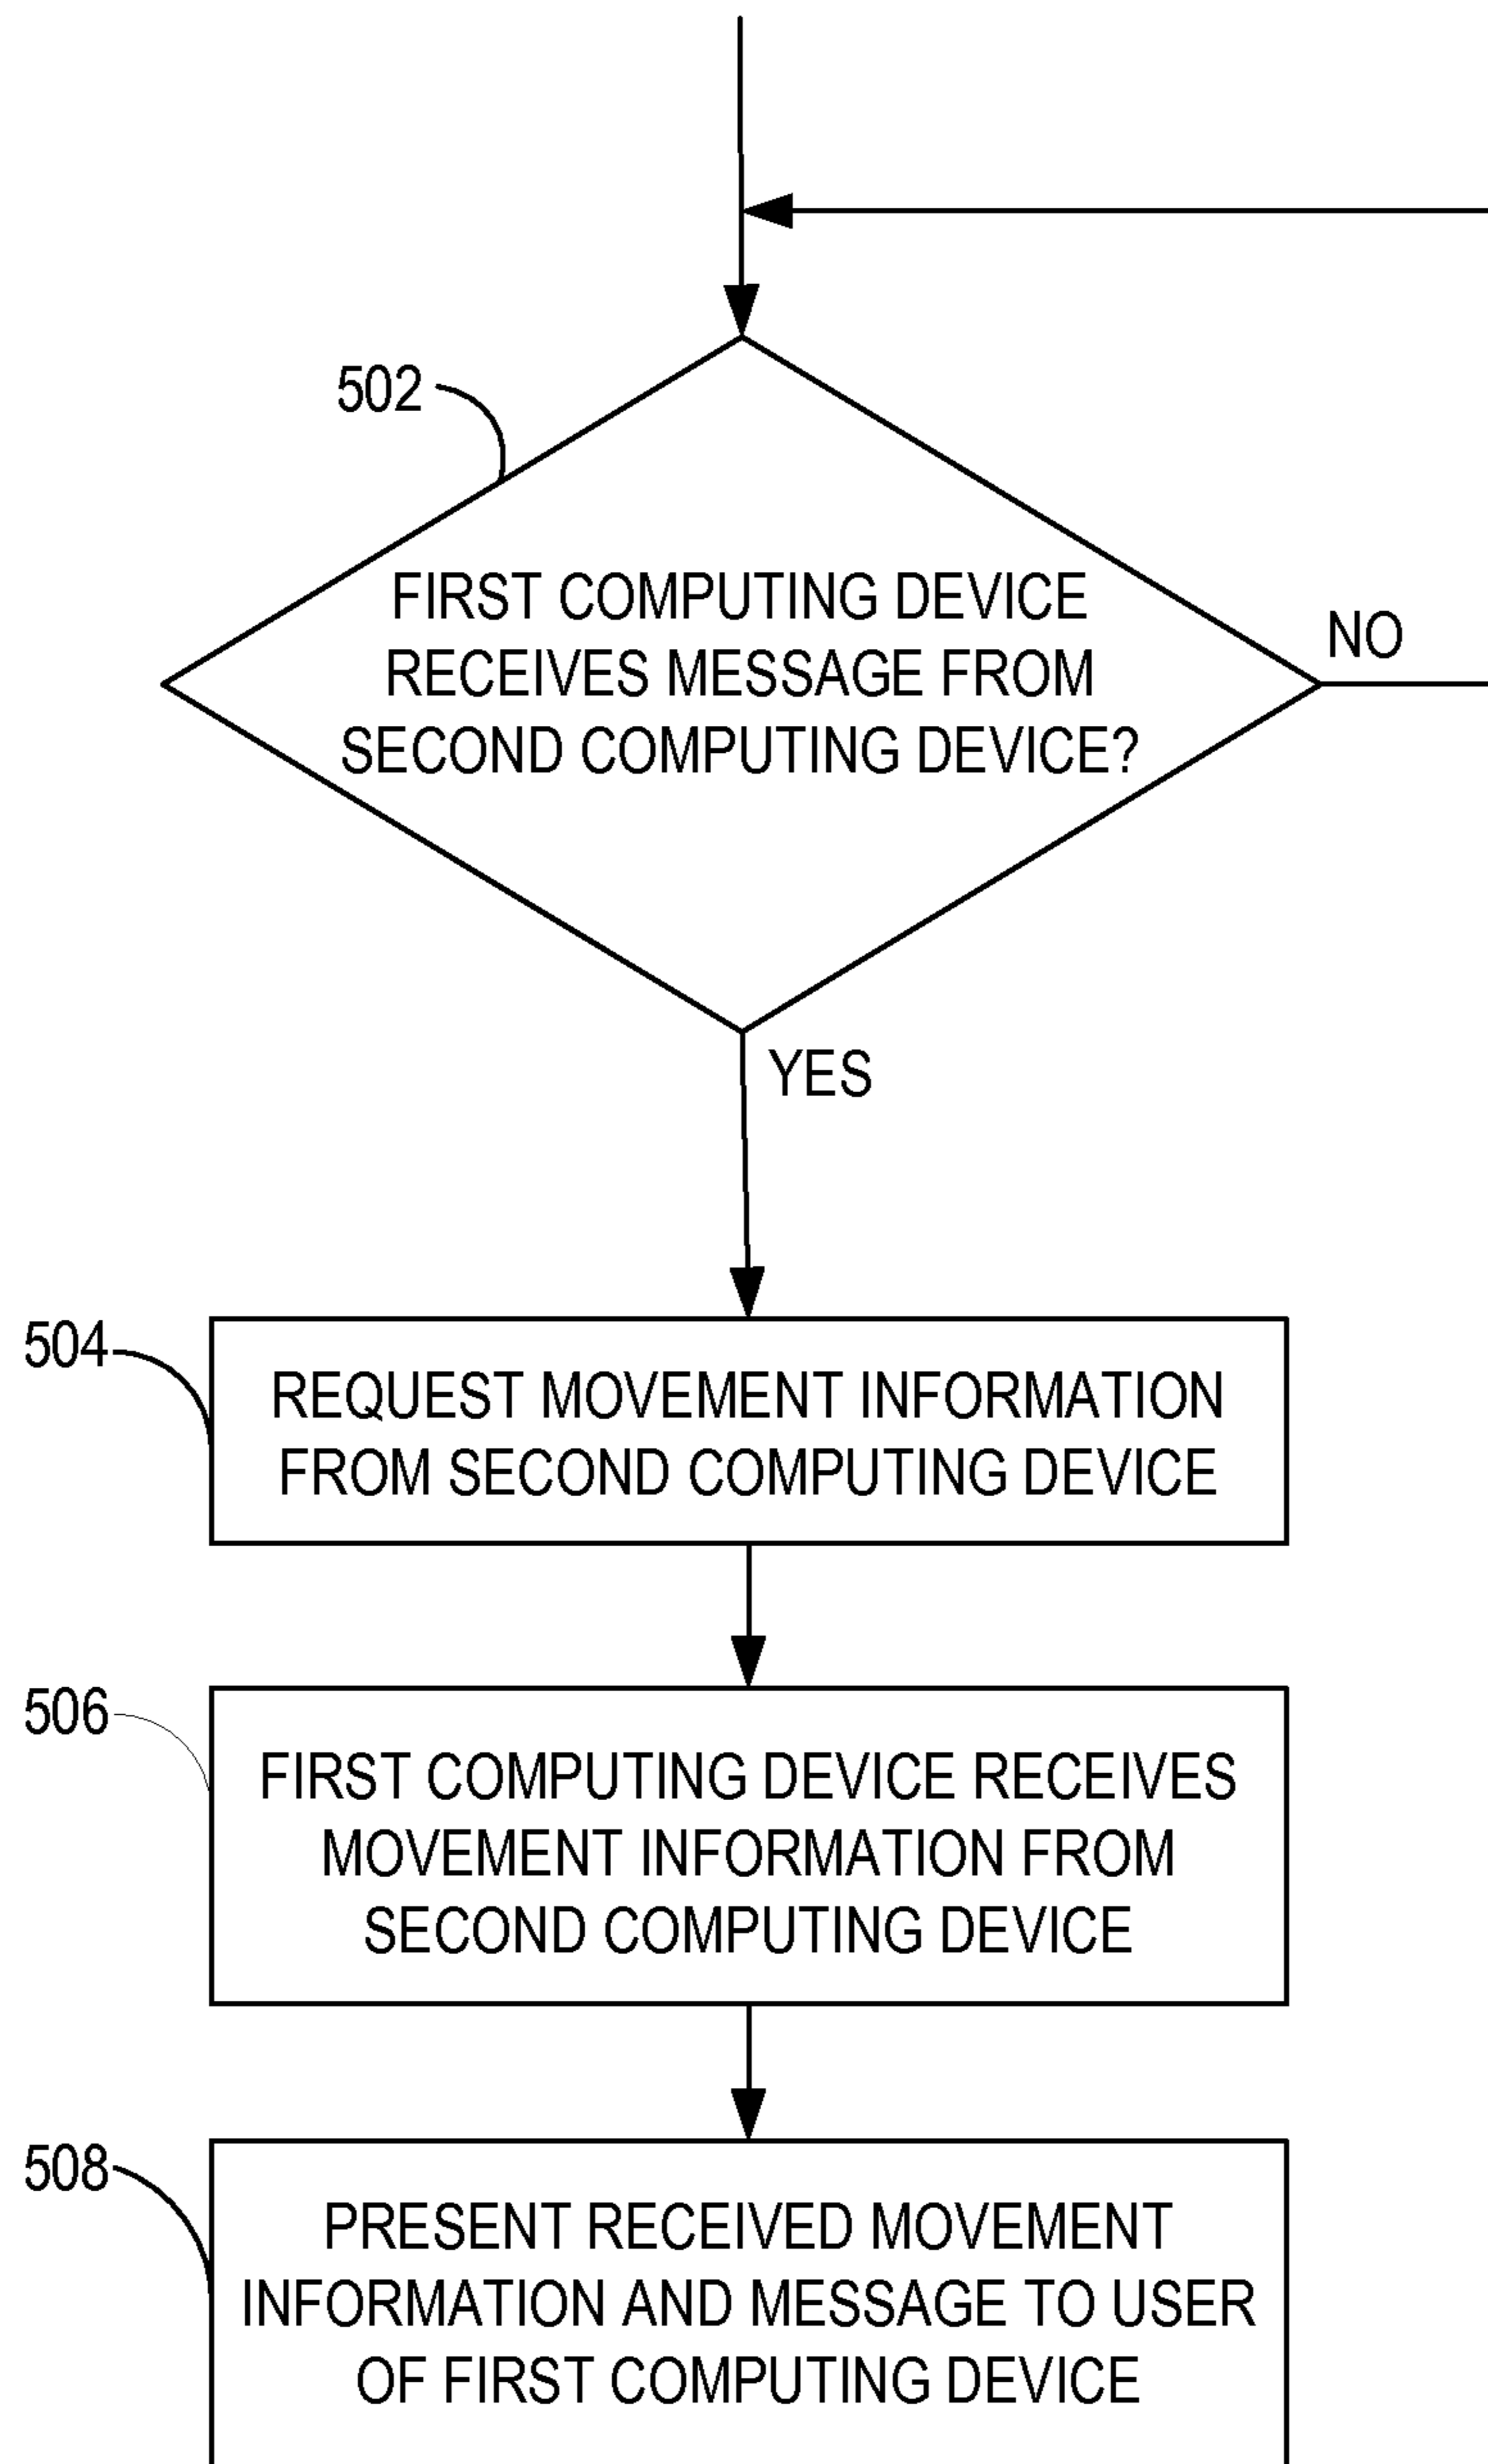 502
FIRST COMPUTING DEVICE
RECEIVES MESSAGE FROM
SECOND COMPUTING DEVICE?
NO
YES
504
REQUEST MOVEMENT INFORMATION
FROM SECOND COMPUTING DEVICE
506
FIRST COMPUTING DEVICE RECEIVES
MOVEMENT INFORMATION FROM
SECOND COMPUTING DEVICE
508
PRESENT RECEIVED MOVEMENT
INFORMATION AND MESSAGE TO USER
OF FIRST COMPUTING DEVICE